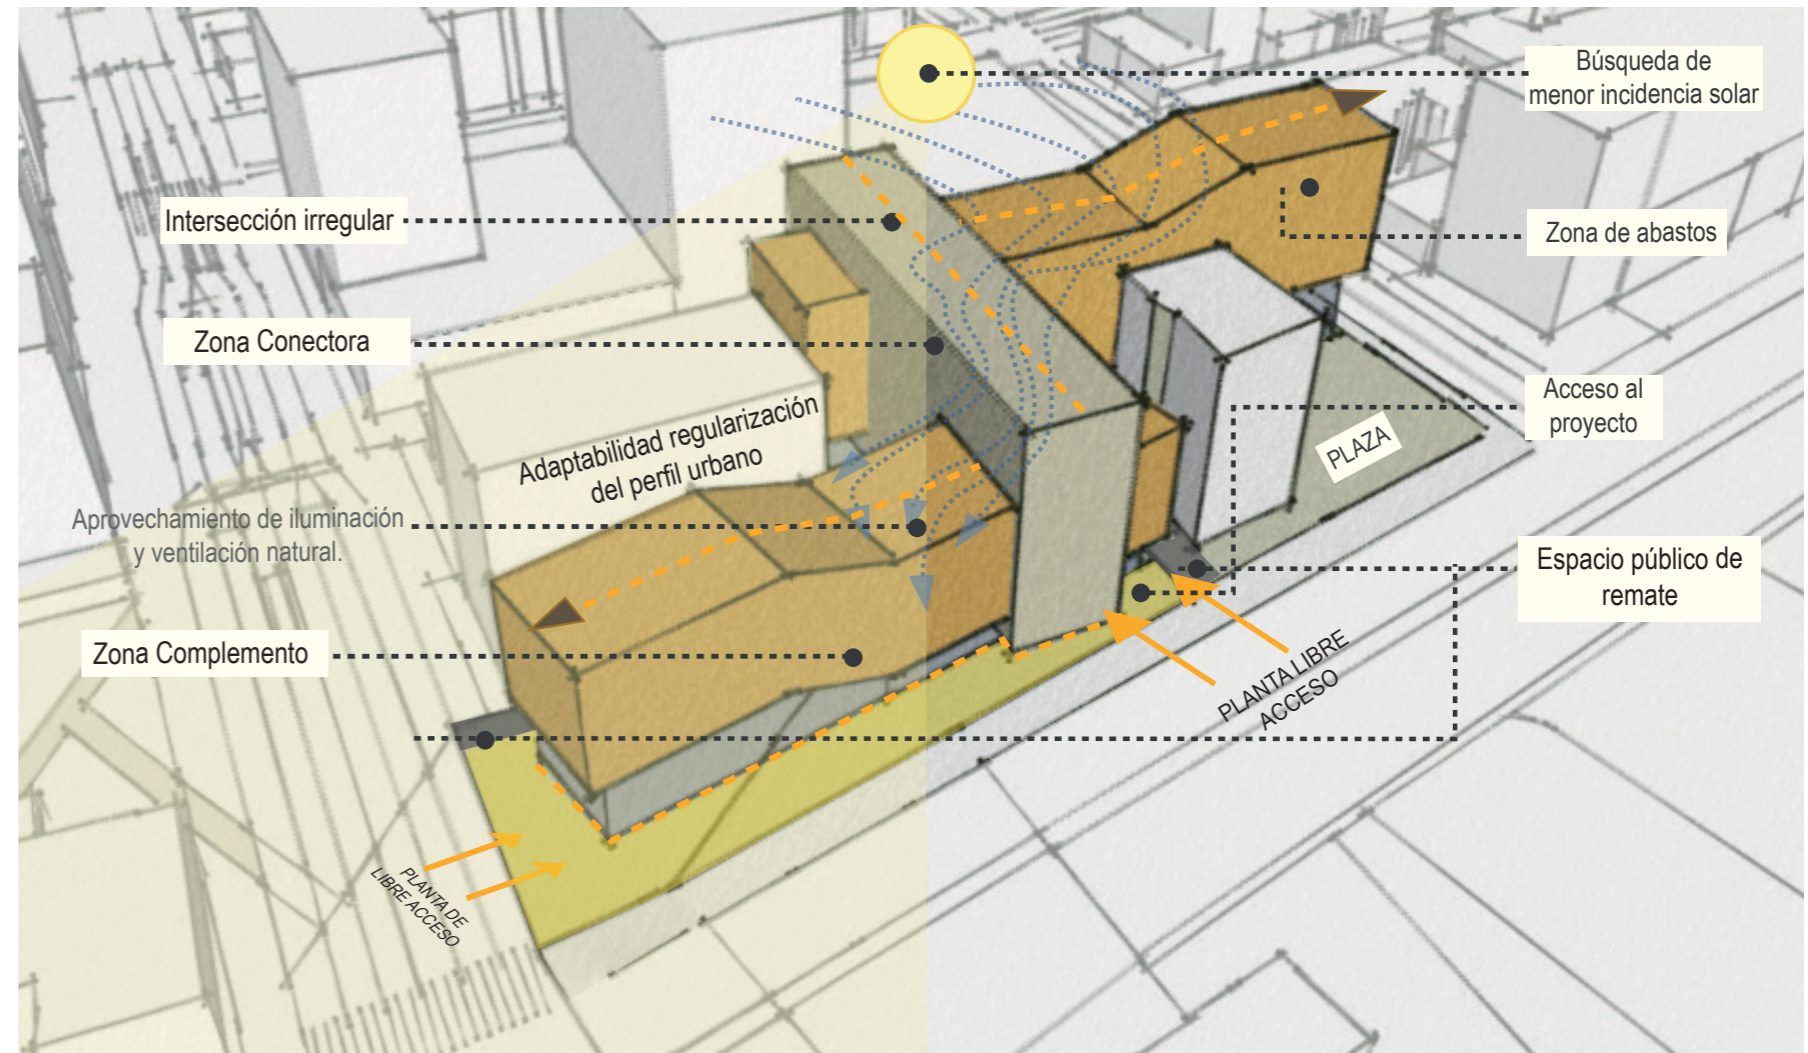 Búsqueda de
menor incidencia solar
Intersección irregular
Zona de abastos
Zona Conectora
Acceso al
proyecto
Adaptabilidad regularización
del perfil urbano
PLAZA
Aprovechamiento de iluminación
y ventilación natural.
Espacio público de
remate
Zona Complemento
PLANTA LIBRE
ACCESO
PLANTA DE
LIBRE ACCESO